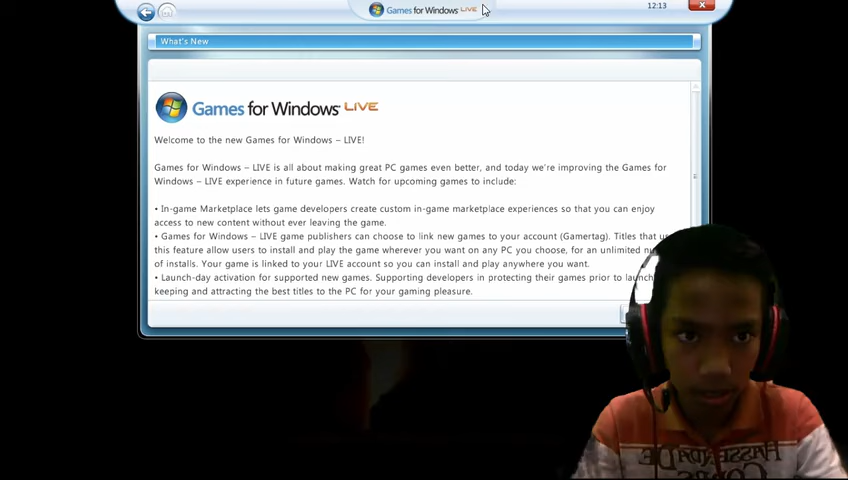 Games for Windows LIVE
12:13
What's New
Games for Windows LIVE
Welcome to the new Games for Windows – LIVE!
Games for Windows – LIVE is all about making great PC games even better, and today we're improving the Games for
Windows – LIVE experience in future games. Watch for upcoming games to include:
• In-game Marketplace lets game developers create custom in-game marketplace experiences so that you can enjoy
access to new content without ever leaving the game.
• Games for Windows – LIVE game publishers can choose to link new games to your account (Gamertag). Titles that
this feature allow users to install and play the game wherever you want on any PC you choose, for an unlimited
of installs. Your game is linked to your LIVE account so you can install and play anywhere you want.
• Launch-day activation for supported new games. Supporting developers in protecting their games prior to
keeping and attracting the best titles to the PC for your gaming pleasure.